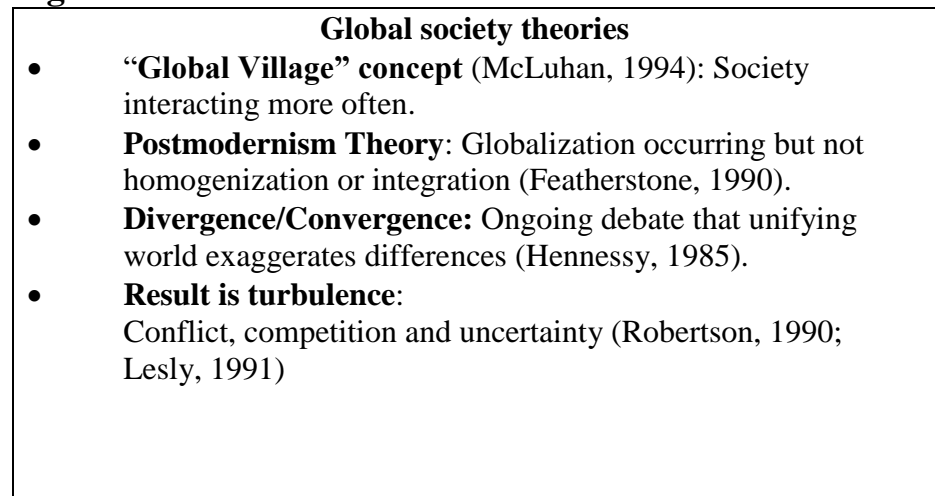 Global society theories
• “Global Village” concept (McLuhan, 1994): Society
interacting more often.
• Postmodernism Theory: Globalization occurring but not
homogenization or integration (Featherstone, 1990).
• Divergence/Convergence: Ongoing debate that unifying
world exaggerates differences (Hennessy, 1985).
• Result is turbulence:
Conflict, competition and uncertainty (Robertson, 1990;
Lesly, 1991)